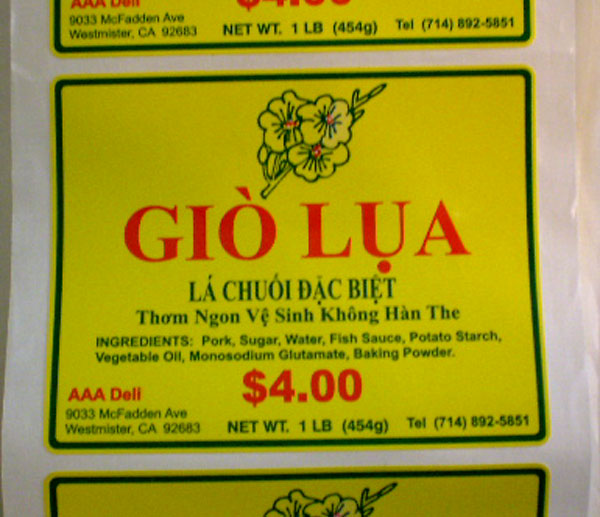 AAA Deli
$4.00
9033 McFadden Ave
Westmister, CA 92683
NET WT. 1 LB (454g)
Tel (714) 892-5851
GIÒ LỤA
LÁ CHUỐI ĐẶC BIỆT
Thơm Ngon Vệ Sinh Không Hàn The
INGREDIENTS: Pork, Sugar, Water, Fish Sauce, Potato Starch,
Vegetable Oil, Monosodium Glutamate, Baking Powder.
AAA Deli
$4.00
9033 McFadden Ave
Westmister, CA 92683
NET WT. 1 LB (454g)
Tel (714) 892-5851